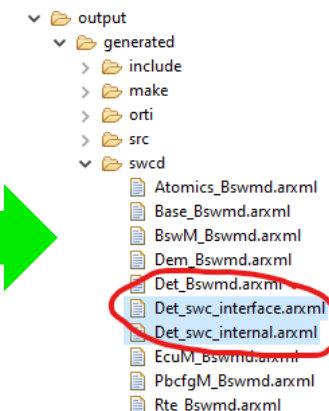 output
generated
include
make
orti
src
swcd
Atomics_Bswmd.arxml
Base_Bswmd.arxml
BswM_Bswmd.arxml
Dem_Bswmd.arxml
Det_Bswmd.arxml
Det_swc_interface.arxml
Det_swc_internal.arxml
EcuM_Bswmd.arxml
PbcfgM_Bswmd.arxml
Rte_Bswmd.arxml